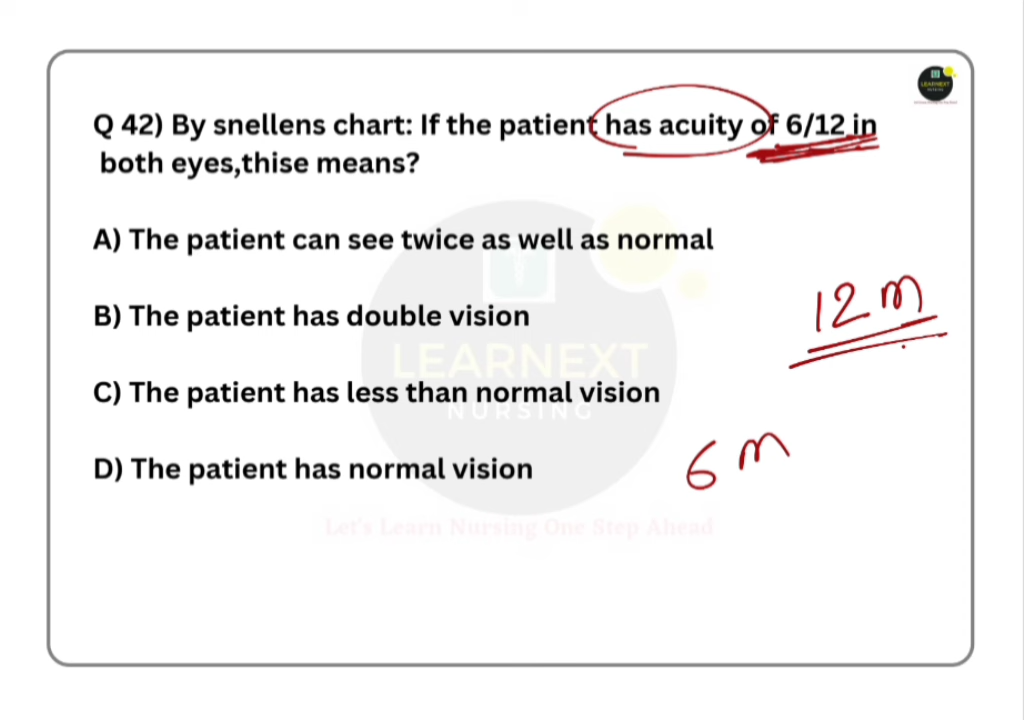 LEARNEXT
Q 42) By snellens chart: If the patient has acuity of 6/12 in
both eyes,thise means?
A) The patient can see twice as well as normal
B) The patient has double vision
12 m
C) The patient has less than normal vision
D) The patient has normal vision
6 m
LEARNEXT
NURSING
Let's Learn Nursing One Step Ahead